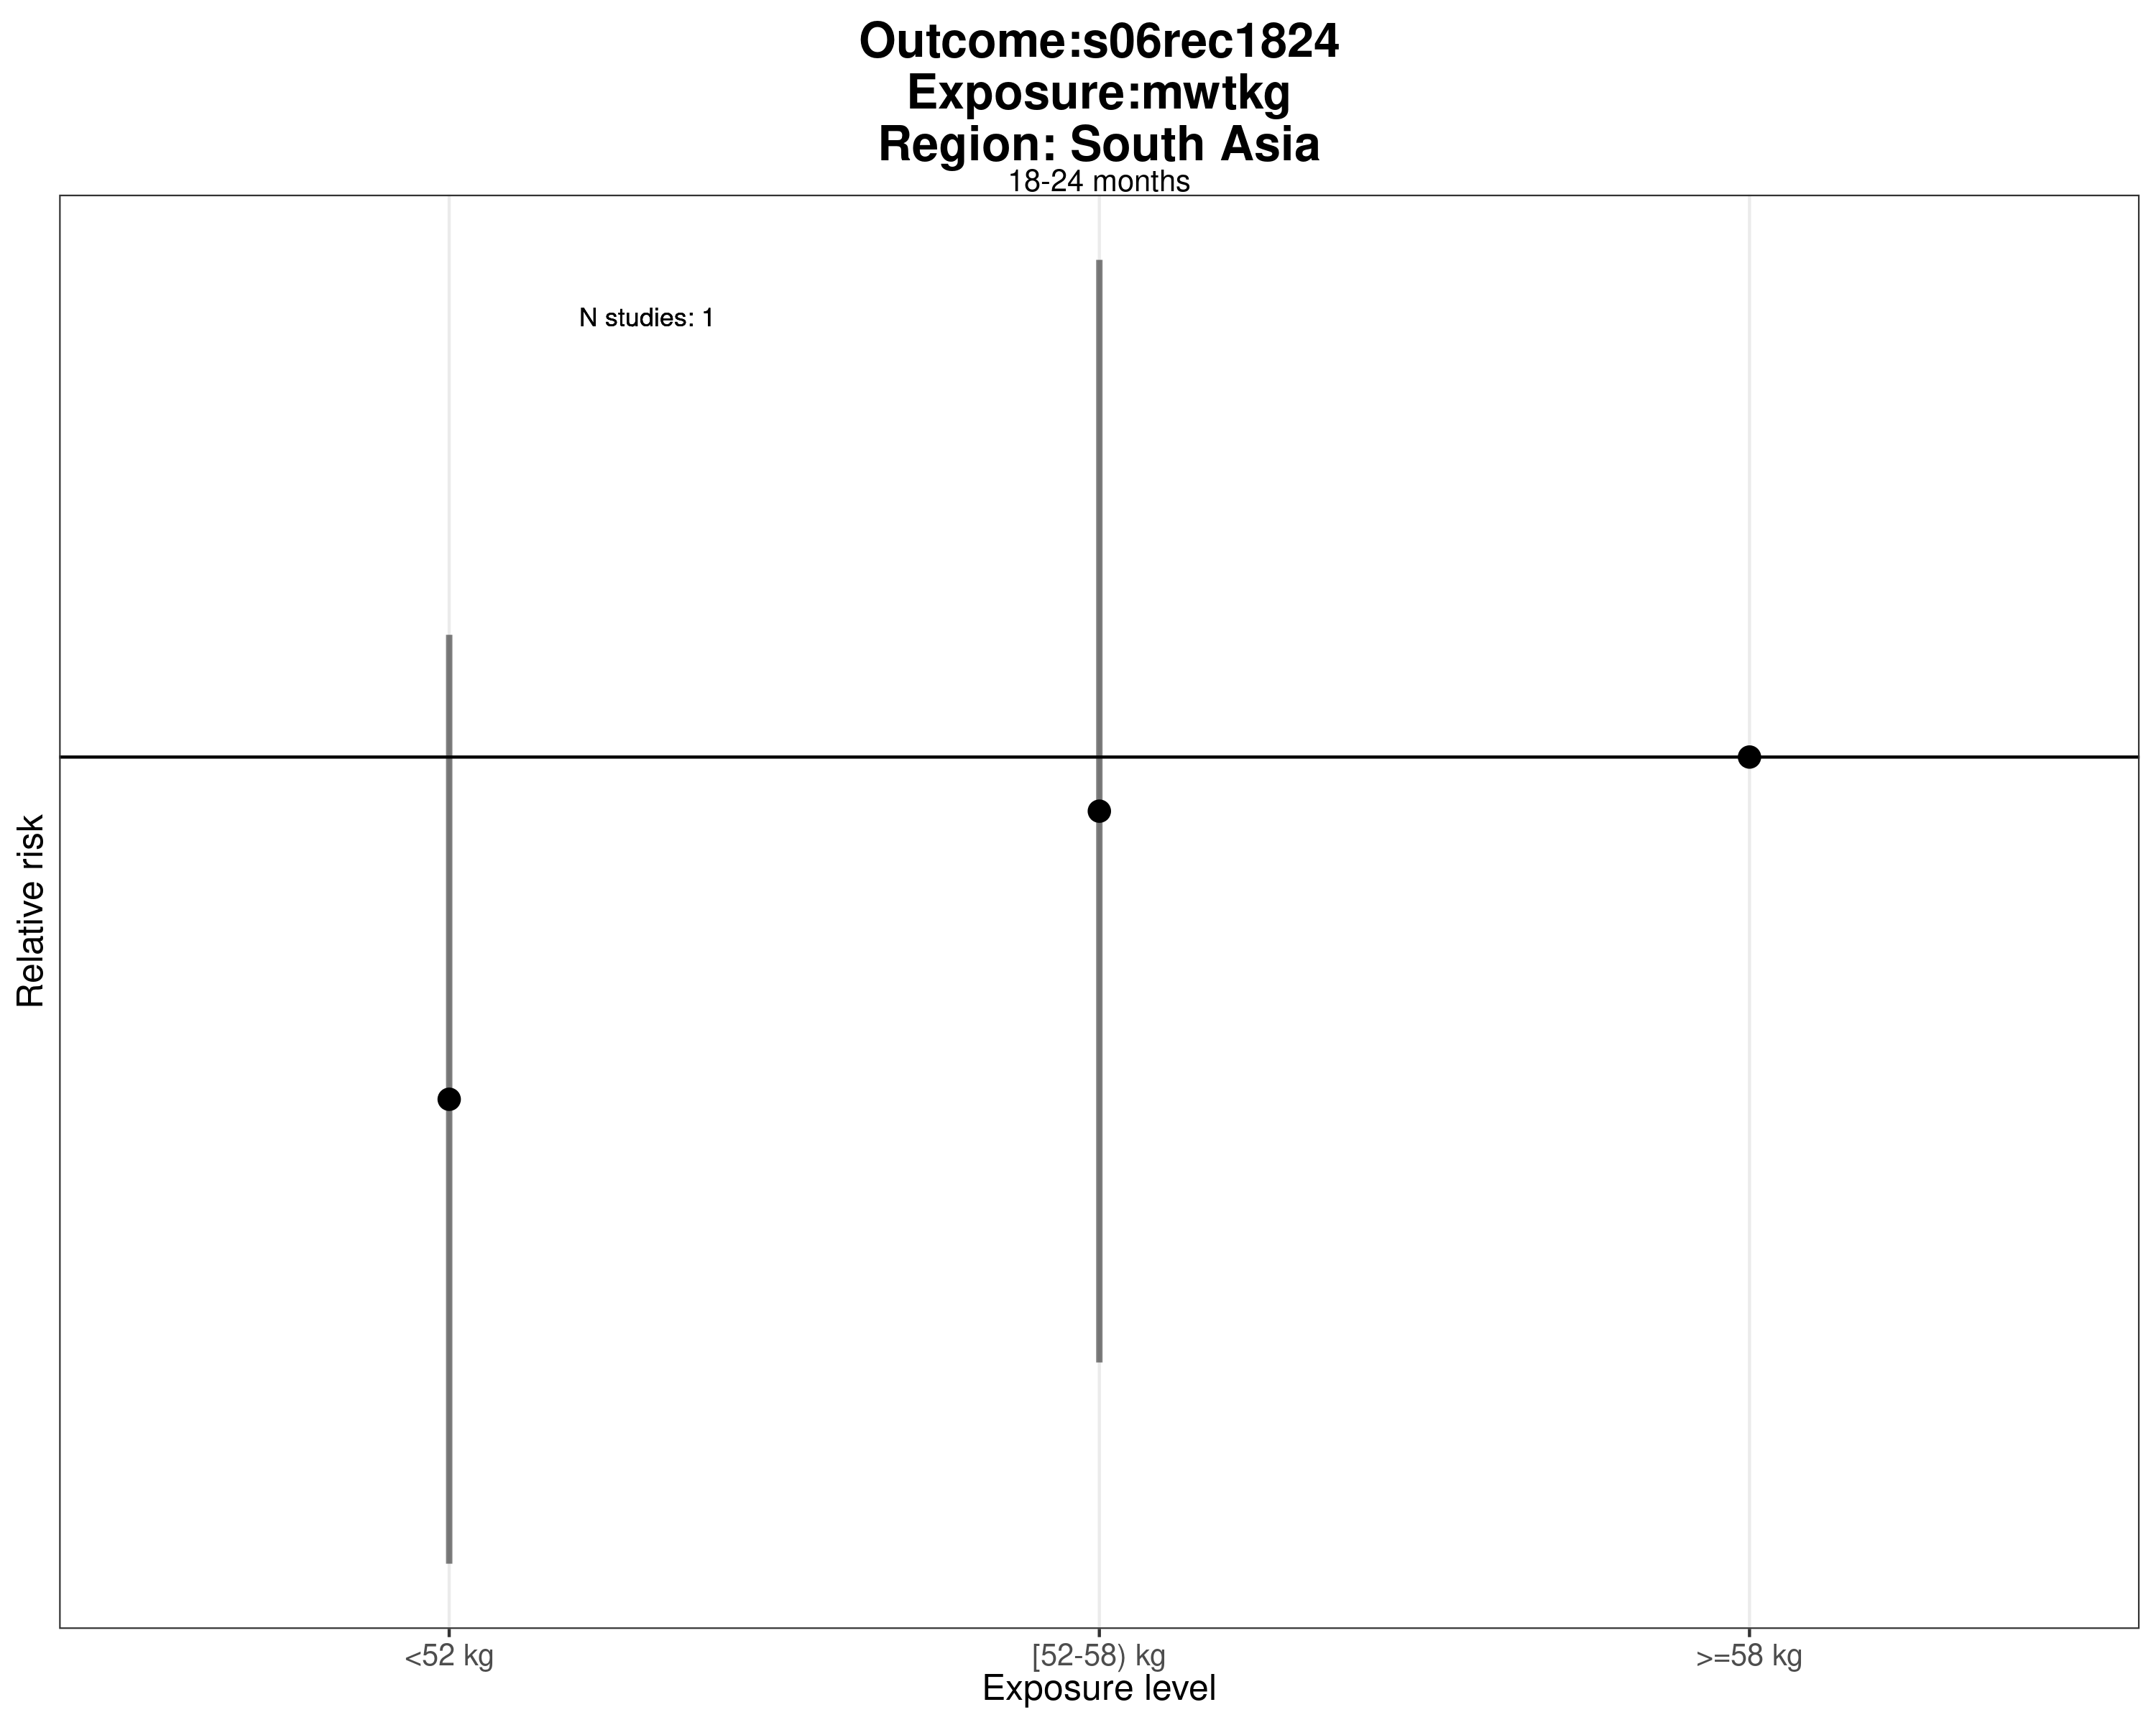 Outcome:s06rec1824
Exposure:mwtkg
Region: South Asia
18-24 months
N studies: 1
Relative risk
<52 kg
[52-58) kg
>=58 kg
Exposure level